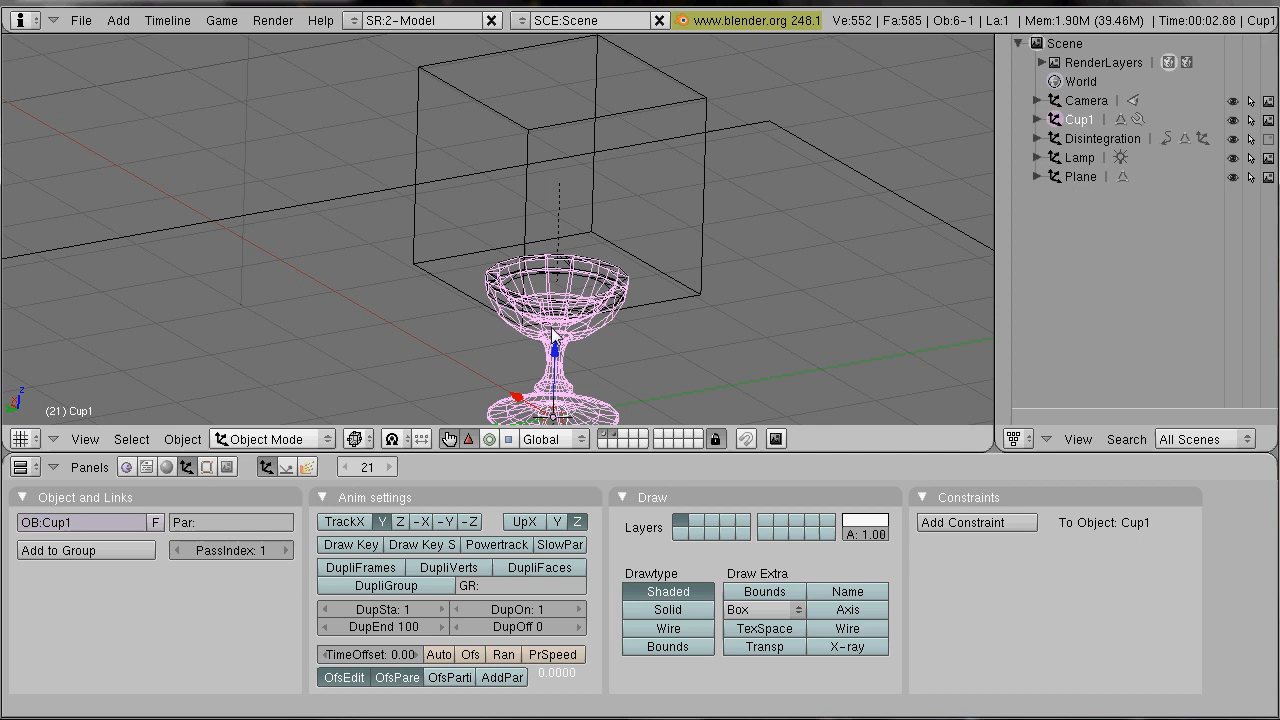 File Add Timeline Game Render Help SR:2-Model SCE:Scene www.blender.org 248.1 Ve:552 | Fa:585 | Ob:6-1 | La:1 | Mem:1.90M (39.46M) | Time:00:02.88 | Cup1
Scene
RenderLayers
World
Camera
Cup1
Disintegration
Lamp
Plane
z
(21) Cup1
View Select Object Object Mode Global
View Search All Scenes
Panels 21
Object and Links
OB:Cup1 F Par:
Add to Group PassIndex: 1
Anim settings
TrackX Y Z -X -Y -Z UpX Y Z
Draw Key Draw Key S Powertrack SlowPar
DupliFrames DupliVerts DupliFaces
DupliGroup GR:
DupSta: 1 DupOn: 1
DupEnd 100 DupOff 0
TimeOffset: 0.00 Auto Ofs Ran PrSpeed
OfsEdit OfsPare OfsParti AddPar 0.0000
Draw
Layers A: 1.00
Drawtype Draw Extra
Shaded Bounds Name
Solid Box Axis
Wire TexSpace Wire
Bounds Transp X-ray
Constraints
Add Constraint To Object: Cup1